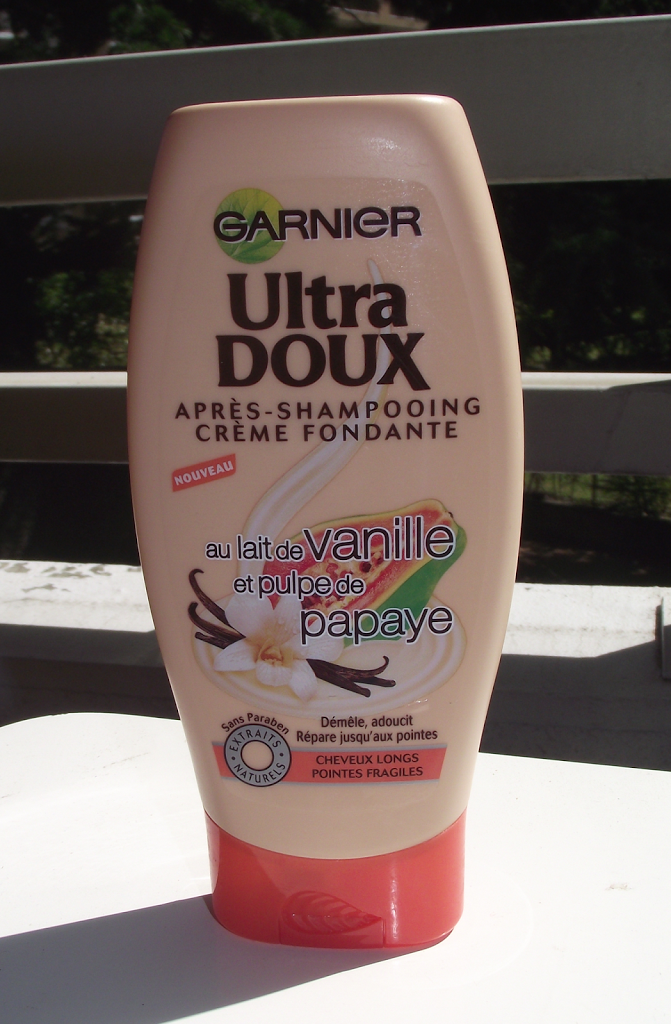 GARNIER
Ultra
DOUX
APRÈS-SHAMPOOING
CRÈME FONDANTE
NOUVEAU
au lait de vanille
et pulpe de
papaye
Sans Paraben
EXTRAITS
NATURELS
Démêle, adoucit
Répare jusqu'aux pointes
CHEVEUX LONGS
POINTES FRAGILES